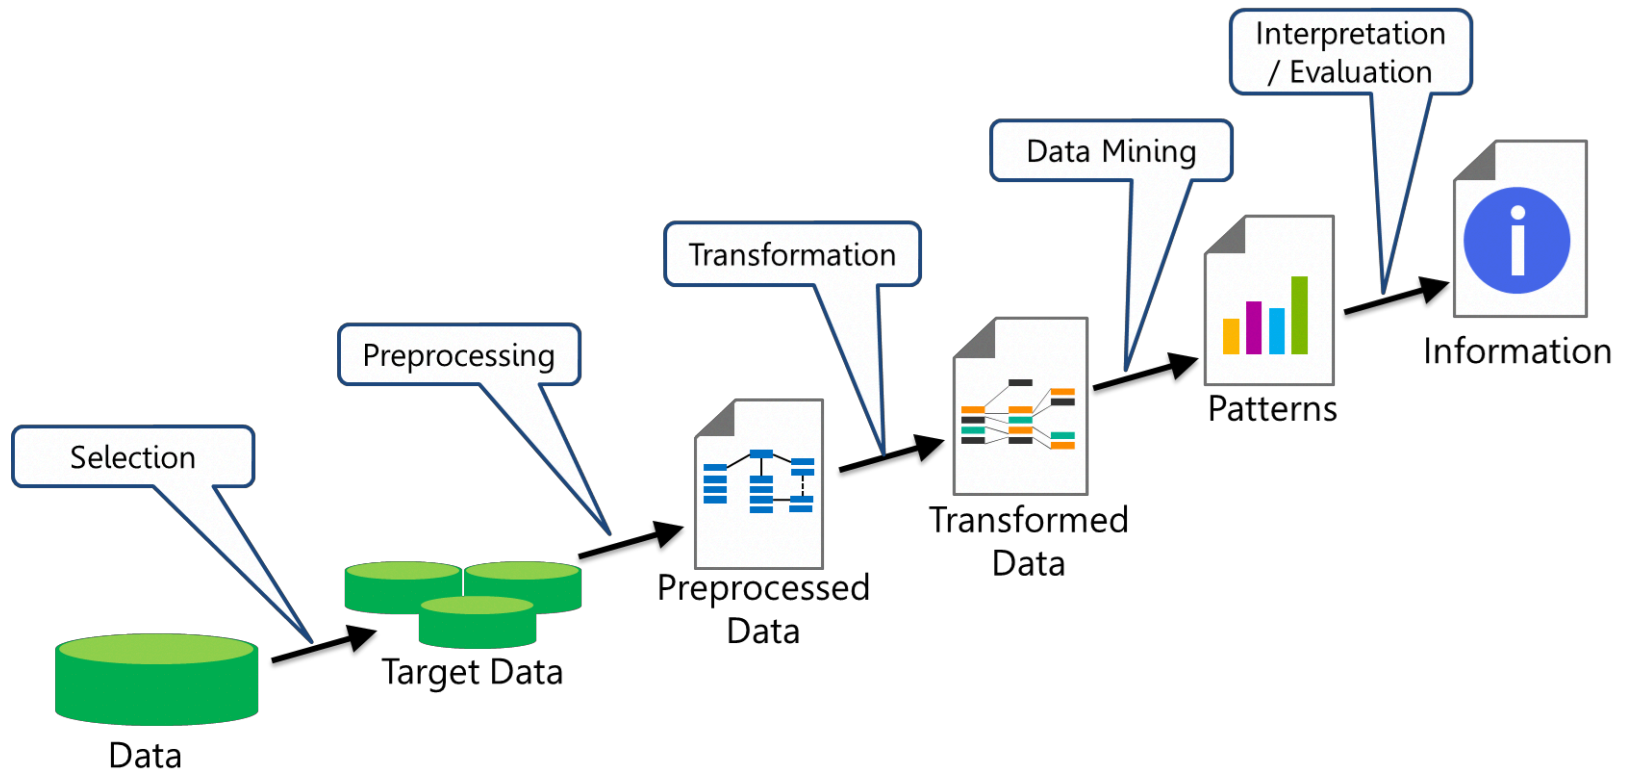 Interpretation
/ Evaluation
Data Mining
Transformation
Preprocessing
Selection
Information
Patterns
Transformed
Data
Preprocessed
Data
Target Data
Data